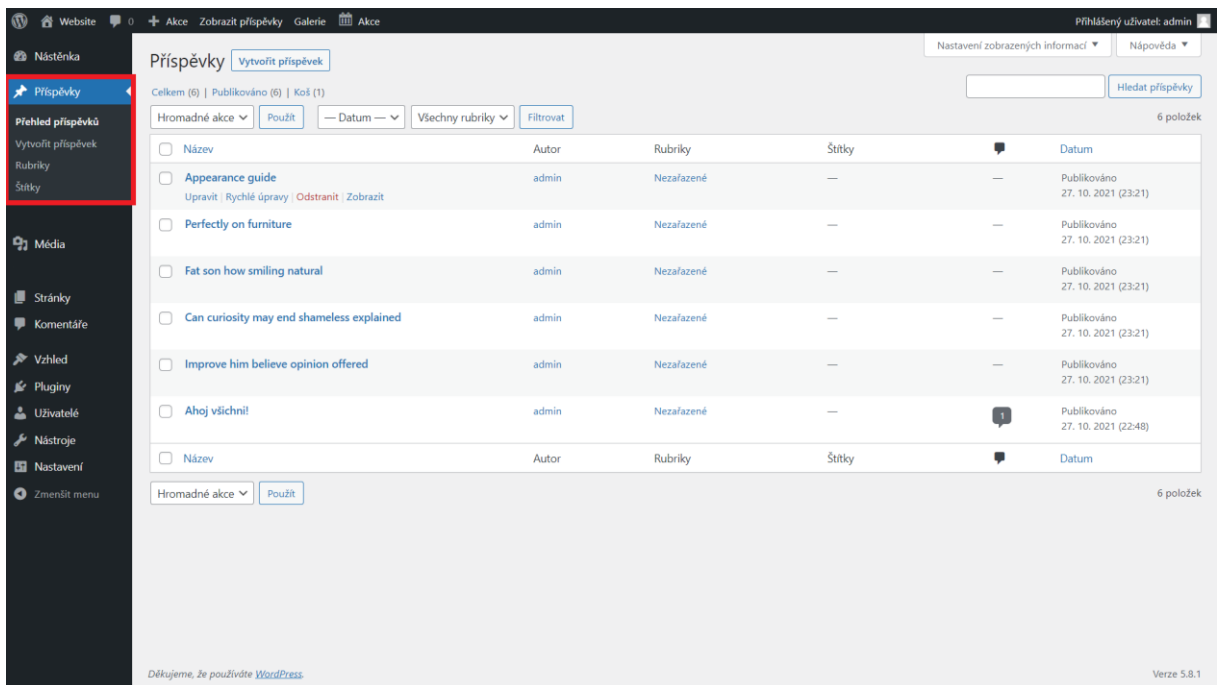 Website 0 Akce Zobrazit příspěvky Galerie Akce Přihlášený uživatel: admin
Nástěnka
Příspěvky
Přehled příspěvků
Vytvořit příspěvek
Rubriky
Štítky
Média
Stránky
Komentáře
Vzhled
Pluginy
Uživatelé
Nástroje
Nastavení
Zmenšit menu
Nastavení zobrazených informací ▼ Nápověda ▼
Příspěvky Vytvořit příspěvek
Celkem (6) | Publikováno (6) | Koš (1) Hledat příspěvky
Hromadné akce Použít — Datum — Všechny rubriky Filtrovat 6 položek
Název Autor Rubriky Štítky Datum
Appearance guide admin Nezařazené — — Publikováno
Upravit | Rychlé úpravy | Odstranit | Zobrazit 27. 10. 2021 (23:21)
Perfectly on furniture admin Nezařazené — — Publikováno
27. 10. 2021 (23:21)
Fat son how smiling natural admin Nezařazené — — Publikováno
27. 10. 2021 (23:21)
Can curiosity may end shameless explained admin Nezařazené — — Publikováno
27. 10. 2021 (23:21)
Improve him believe opinion offered admin Nezařazené — — Publikováno
27. 10. 2021 (23:21)
Ahoj všichni! admin Nezařazené — 1 Publikováno
27. 10. 2021 (22:48)
Název Autor Rubriky Štítky Datum
Hromadné akce Použít 6 položek
Děkujeme, že používáte WordPress. Verze 5.8.1